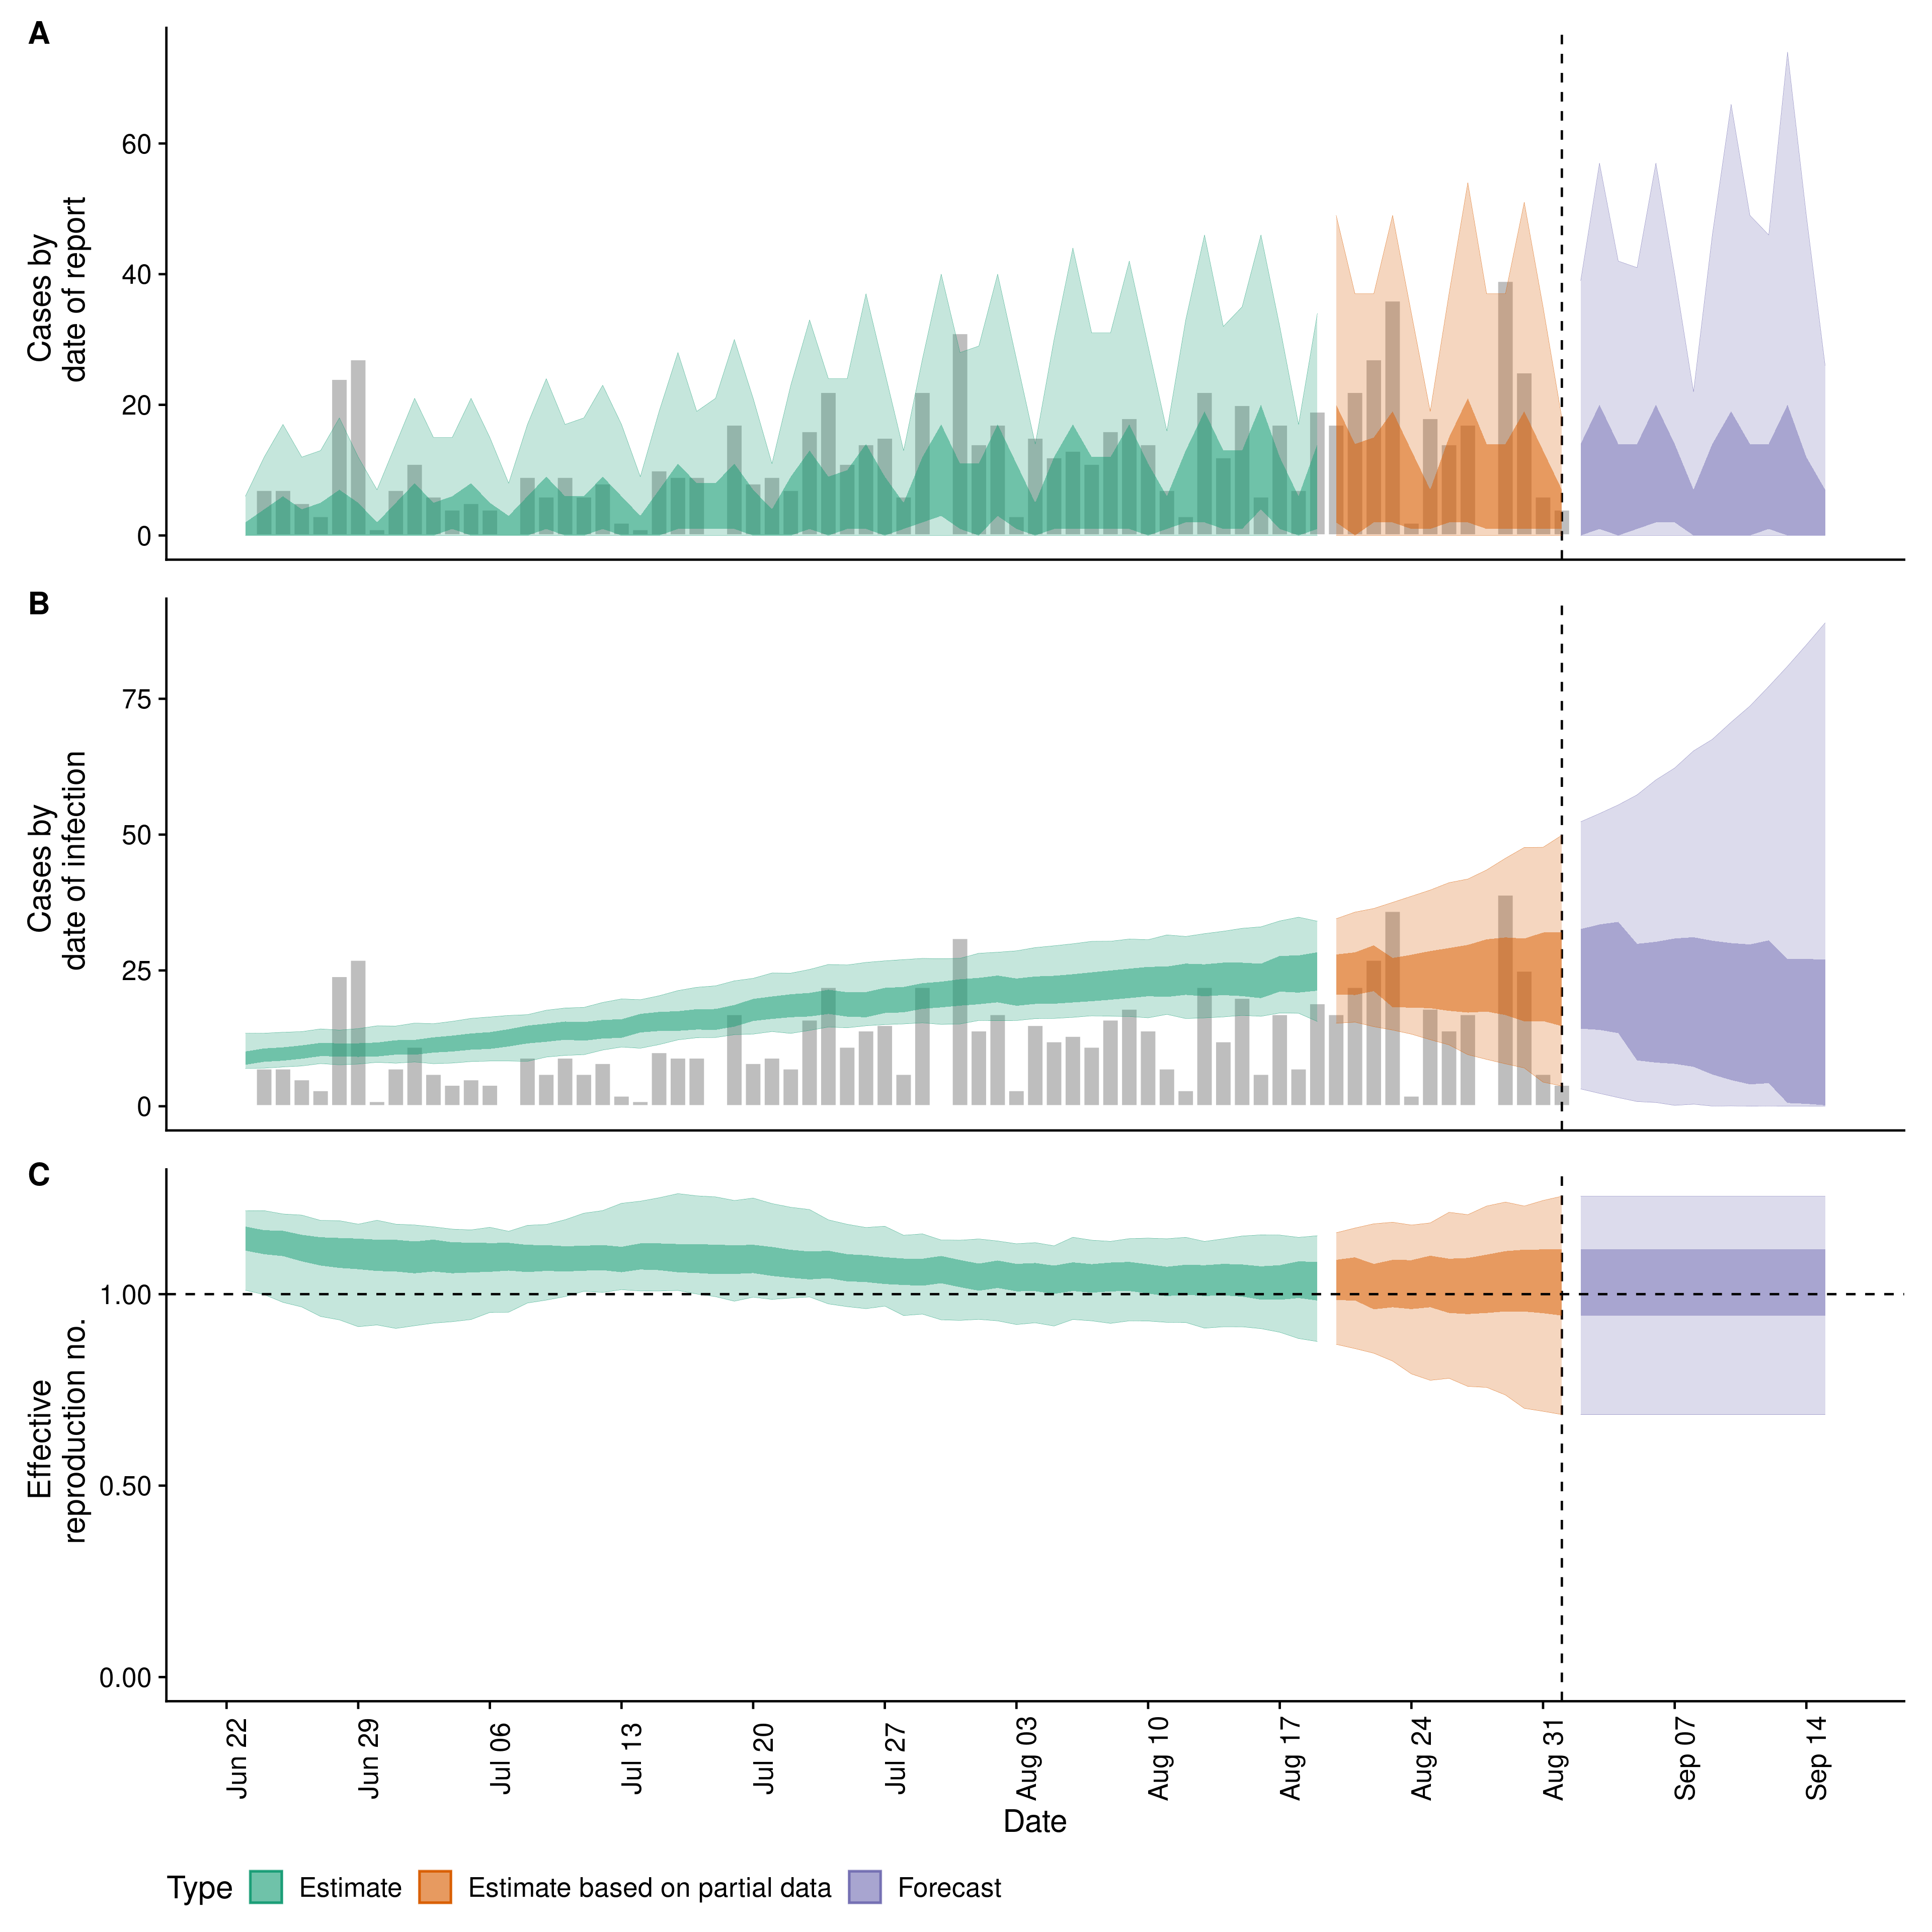 A
Cases by
date of report
60
40
20
0
B
Cases by
date of infection
75
50
25
0
C
Effective
reproduction no.
1.00
0.50
0.00
Jun 22
Jun 29
Jul 06
Jul 13
Jul 20
Jul 27
Aug 03
Aug 10
Aug 17
Aug 24
Aug 31
Sep 07
Sep 14
Date
Type Estimate Estimate based on partial data Forecast